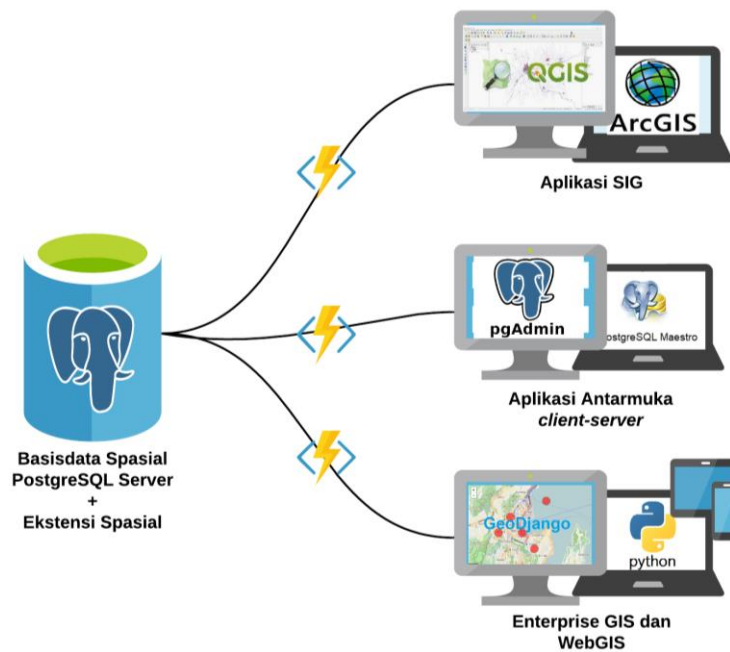 QGIS
ArcGIS
Aplikasi SIG
pgAdmin
PostgreSQL Maestro
Aplikasi Antarmuka
client-server
Basisdata Spasial
PostgreSQL Server
+
Ekstensi Spasial
GeoDjango
python
Enterprise GIS dan
WebGIS